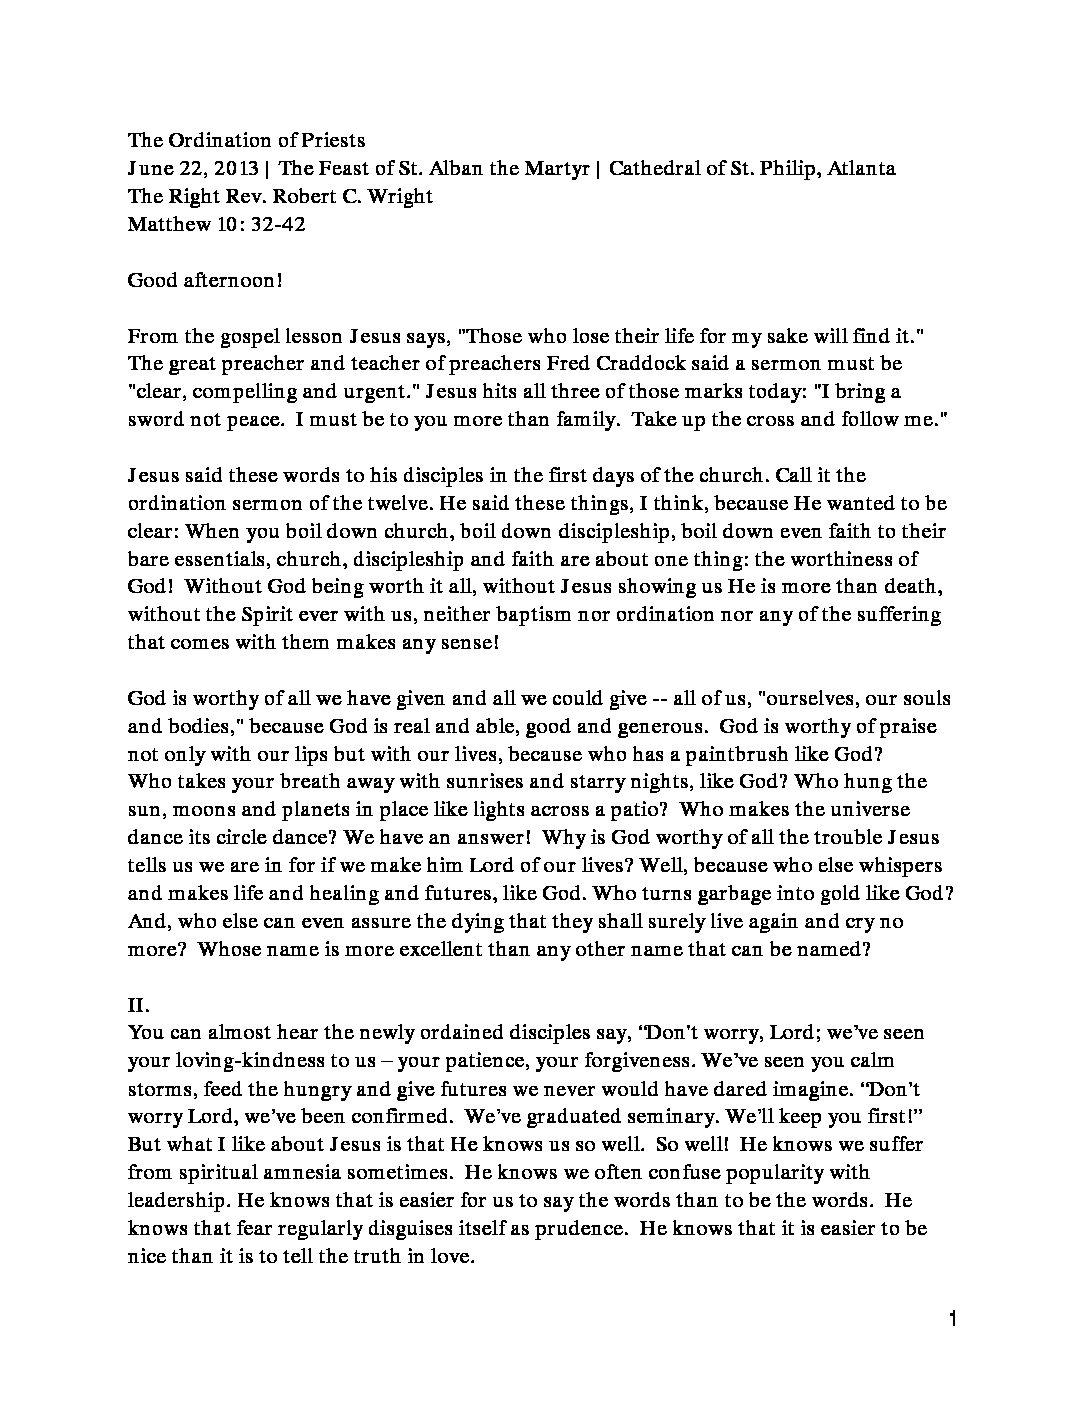 The Ordination of Priests
June 22, 2013 | The Feast of St. Alban the Martyr | Cathedral of St. Philip, Atlanta
The Right Rev. Robert C. Wright
Matthew 10: 32-42
Good afternoon!
From the gospel lesson Jesus says, "Those who lose their life for my sake will find it."
The great preacher and teacher of preachers Fred Craddock said a sermon must be
"clear, compelling and urgent." Jesus hits all three of those marks today: "I bring a
sword not peace.  I must be to you more than family.  Take up the cross and follow me."
Jesus said these words to his disciples in the first days of the church. Call it the
ordination sermon of the twelve. He said these things, I think, because He wanted to be
clear: When you boil down church, boil down discipleship, boil down even faith to their
bare essentials, church, discipleship and faith are about one thing: the worthiness of
God!  Without God being worth it all, without Jesus showing us He is more than death,
without the Spirit ever with us, neither baptism nor ordination nor any of the suffering
that comes with them makes any sense!
God is worthy of all we have given and all we could give -- all of us, "ourselves, our souls
and bodies," because God is real and able, good and generous.  God is worthy of praise
not only with our lips but with our lives, because who has a paintbrush like God?
Who takes your breath away with sunrises and starry nights, like God? Who hung the
sun, moons and planets in place like lights across a patio?  Who makes the universe
dance its circle dance? We have an answer!  Why is God worthy of all the trouble Jesus
tells us we are in for if we make him Lord of our lives? Well, because who else whispers
and makes life and healing and futures, like God. Who turns garbage into gold like God?
And, who else can even assure the dying that they shall surely live again and cry no
more?  Whose name is more excellent than any other name that can be named?
II.
You can almost hear the newly ordained disciples say, “Don't worry, Lord; we’ve seen
your loving-kindness to us – your patience, your forgiveness. We’ve seen you calm
storms, feed the hungry and give futures we never would have dared imagine. “Don’t
worry Lord, we’ve been confirmed.  We’ve graduated seminary. We’ll keep you first!”
But what I like about Jesus is that He knows us so well.  So well!  He knows we suffer
from spiritual amnesia sometimes.  He knows we often confuse popularity with
leadership. He knows that is easier for us to say the words than to be the words.  He
knows that fear regularly disguises itself as prudence.  He knows that it is easier to be
nice than it is to tell the truth in love.
1